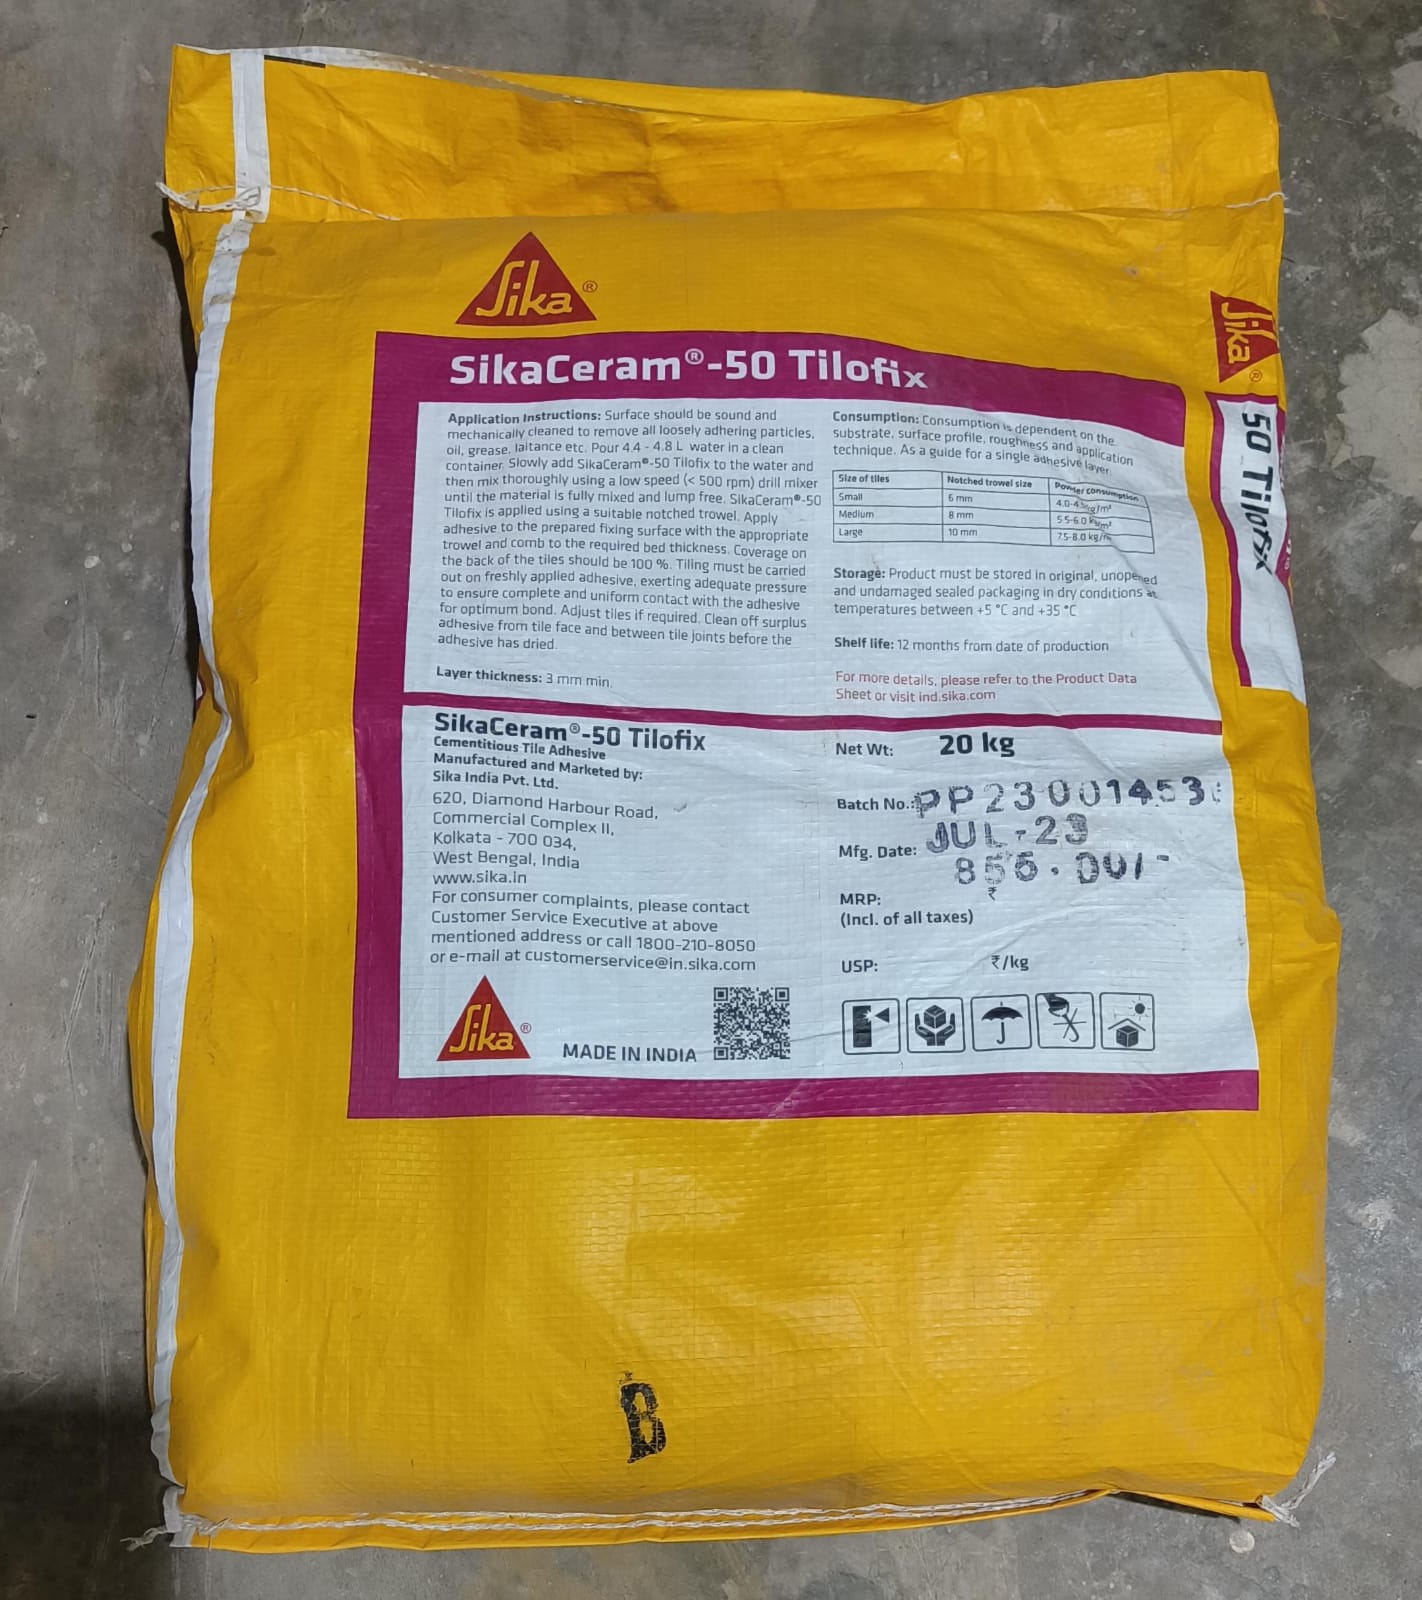 Sika®
SikaCeram®-50 Tilofix
Application Instructions: Surface should be sound and
mechanically cleaned to remove all loosely adhering particles,
oil, grease, laitance etc. Pour 4.4 - 4.8 L water in a clean
container. Slowly add SikaCeram®-50 Tilofix to the water and
then mix thoroughly using a low speed (< 500 rpm) drill mixer
until the material is fully mixed and lump free. SikaCeram®-50
Tilofix is applied using a suitable notched trowel. Apply
adhesive to the prepared fixing surface with the appropriate
trowel and comb to the required bed thickness. Coverage on
the back of the tiles should be 100 %. Tiling must be carried
out on freshly applied adhesive, exerting adequate pressure
to ensure complete and uniform contact with the adhesive
for optimum bond. Adjust tiles if required. Clean off surplus
adhesive from tile face and between tile joints before the
adhesive has dried.
Layer thickness: 3 mm min.
Consumption: Consumption is dependent on the
substrate, surface profile, roughness and application
technique. As a guide for a single adhesive layer.
Size of tiles Notched trowel size Powder consumption
Small 6 mm kg/m²
Medium 8 mm 5.5-6.0 kg/m²
Large 10 mm 7.5-8.0 kg/m²
Storage: Product must be stored in original, unopened
and undamaged sealed packaging in dry conditions at
temperatures between +5 °C and +35 °C
Shelf life: 12 months from date of production
For more details, please refer to the Product Data
Sheet or visit ind.sika.com
SikaCeram®-50 Tilofix
Cementitious Tile Adhesive
Manufactured and Marketed by:
Sika India Pvt. Ltd.
620, Diamond Harbour Road,
Commercial Complex II,
Kolkata - 700 034,
West Bengal, India
www.sika.in
For consumer complaints, please contact
Customer Service Executive at above
mentioned address or call 1800-210-8050
or e-mail at customerservice@in.sika.com
Sika®
MADE IN INDIA
Net Wt: 20 kg
Batch No.: PP23001453
Mfg. Date: JUL-23
855.00/-
MRP: ₹
(Incl. of all taxes)
USP: ₹/kg
Sika®
50 Tilofix
B